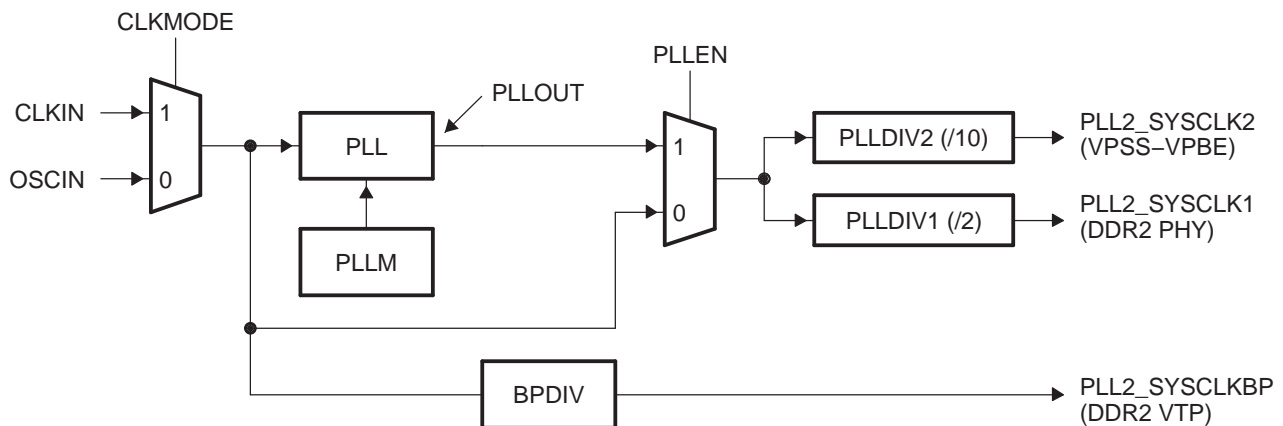 CLKMODE
PLLEN
PLLOUT
CLKIN
1
OSCIN
0
PLL
PLLM
1
0
PLLDIV2 (/10)
PLL2_SYSCLK2
(VPSS–VPBE)
PLLDIV1 (/2)
PLL2_SYSCLK1
(DDR2 PHY)
BPDIV
PLL2_SYSCLKBP
(DDR2 VTP)